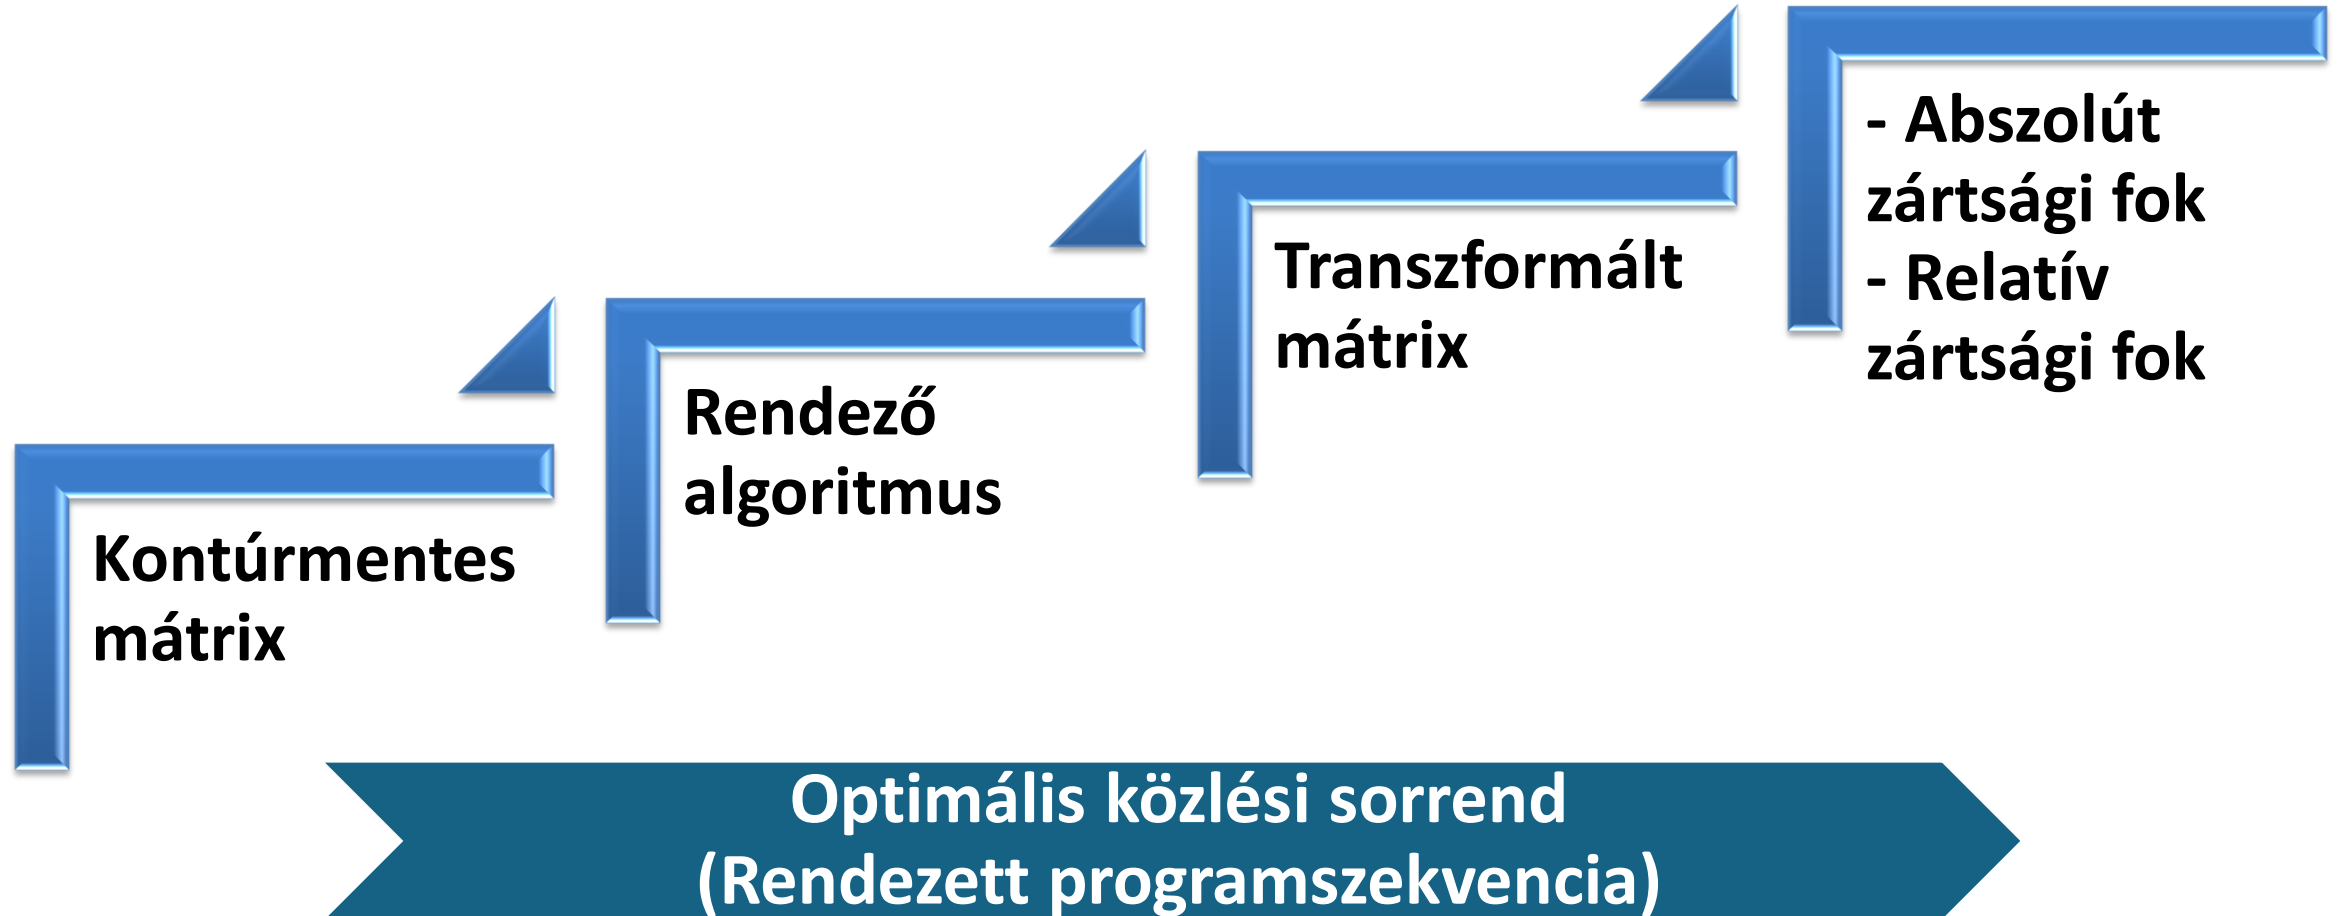 Kontúrmentes
mátrix
Rendező
algoritmus
Transzformált
mátrix
- Abszolút
zártsági fok
- Relatív
zártsági fok
Optimális közlési sorrend
(Rendezett programszekvencia)